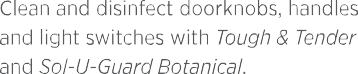 Clean and disinfect doorknobs, handles
and light switches with Tough & Tender
and Sol-U-Guard Botanical.